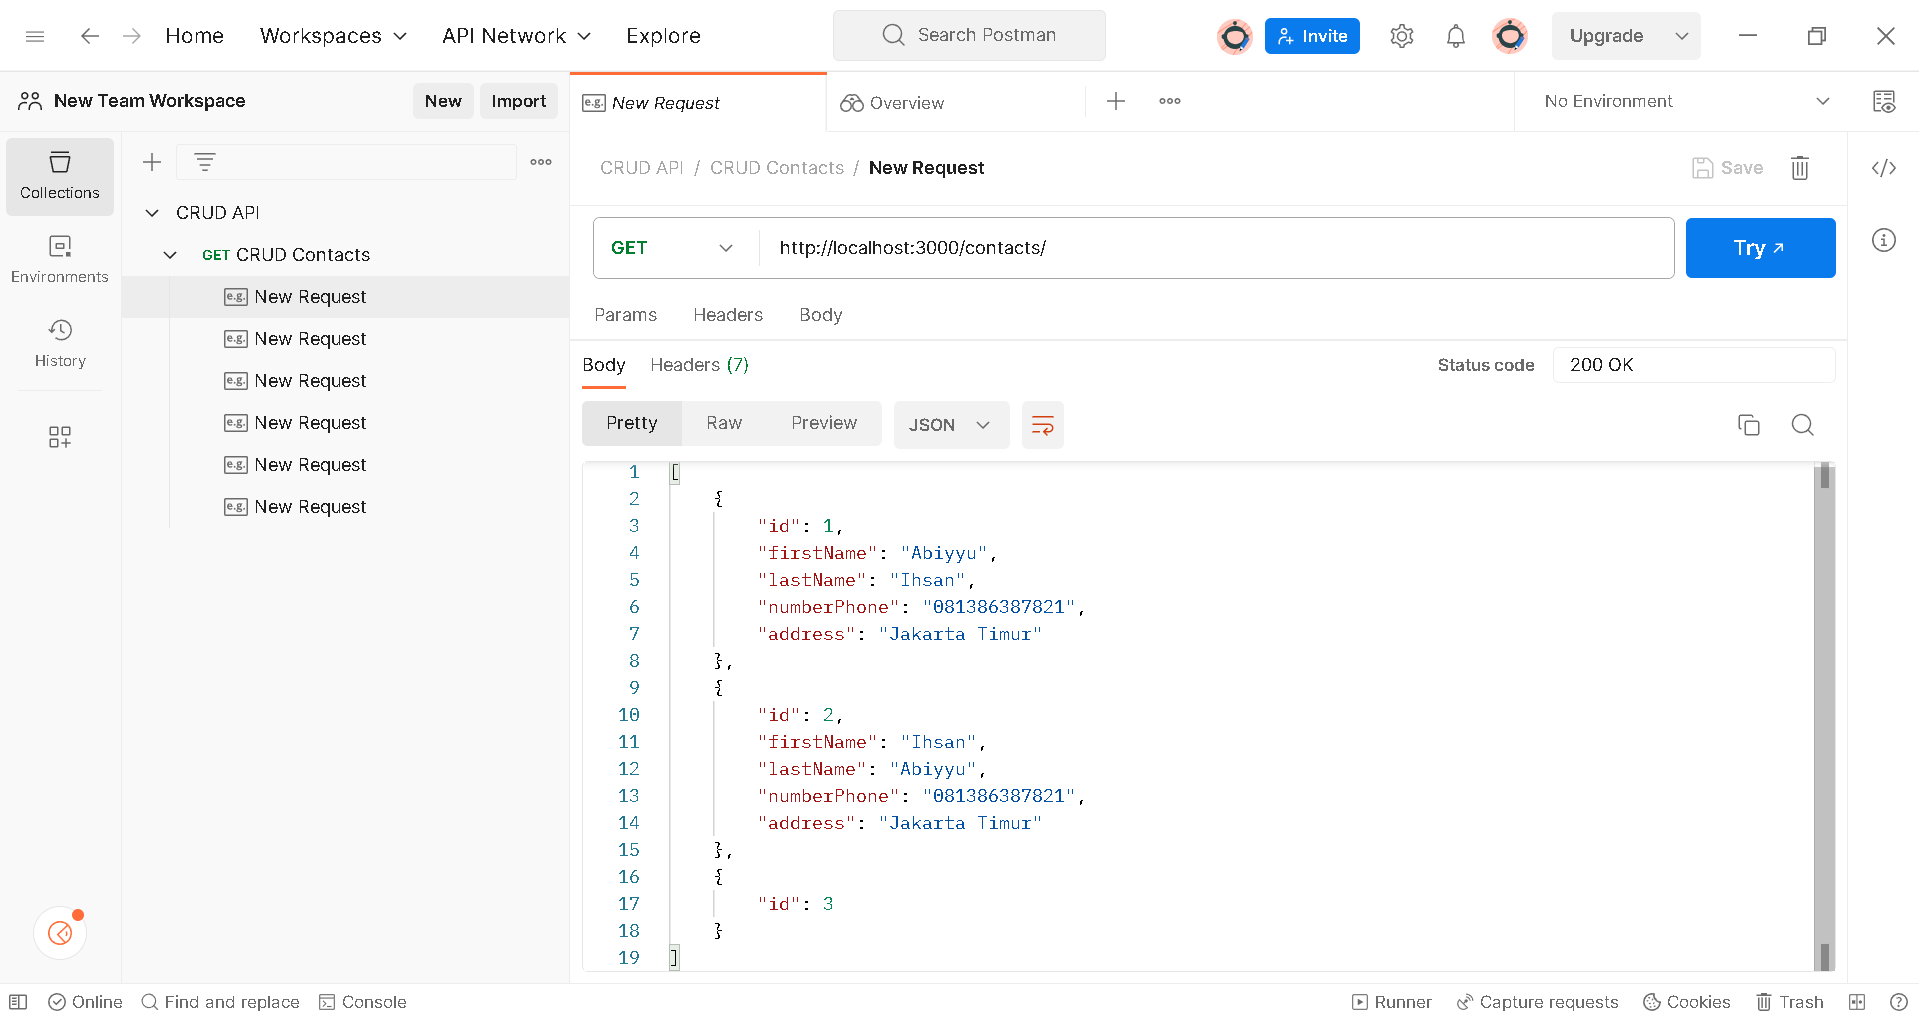 Home Workspaces API Network Explore Search Postman Invite Upgrade
New Team Workspace New Import
e.g. New Request Overview No Environment
Collections
Environments
History
CRUD API
GET CRUD Contacts
e.g. New Request
e.g. New Request
e.g. New Request
e.g. New Request
e.g. New Request
e.g. New Request
CRUD API / CRUD Contacts / New Request Save
GET http://localhost:3000/contacts/ Try ↗
Params Headers Body
Body Headers (7) Status code 200 OK
Pretty Raw Preview JSON
1 [
2 {
3 "id": 1,
4 "firstName": "Abiyyu",
5 "lastName": "Ihsan",
6 "numberPhone": "081386387821",
7 "address": "Jakarta Timur"
8 },
9 {
10 "id": 2,
11 "firstName": "Ihsan",
12 "lastName": "Abiyyu",
13 "numberPhone": "081386387821",
14 "address": "Jakarta Timur"
15 },
16 {
17 "id": 3
18 }
19 ]
Online Find and replace Console Runner Capture requests Cookies Trash